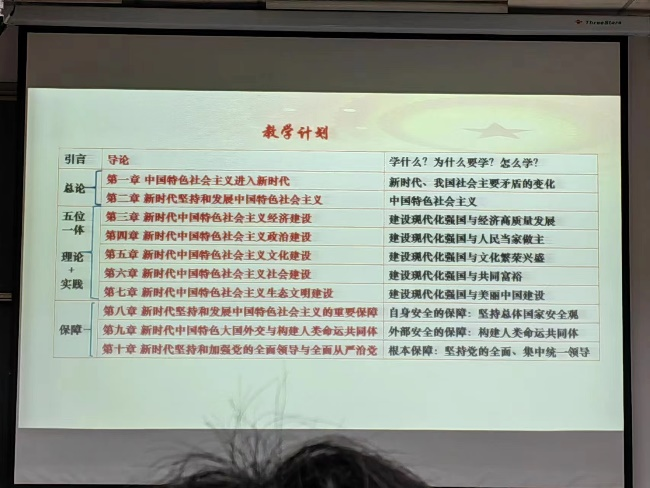 ThreeStars
教学计划
引言 导论 学什么？为什么要学？怎么学？
总论 第一章 中国特色社会主义进入新时代 新时代、我国社会主要矛盾的变化
第二章 新时代坚持和发展中国特色社会主义 中国特色社会主义
五位一体 第三章 新时代中国特色社会主义经济建设 建设现代化强国与经济高质量发展
第四章 新时代中国特色社会主义政治建设 建设现代化强国与人民当家做主
理论+实践 第五章 新时代中国特色社会主义文化建设 建设现代化强国与文化繁荣兴盛
第六章 新时代中国特色社会主义社会建设 建设现代化强国与共同富裕
第七章 新时代中国特色社会主义生态文明建设 建设现代化强国与美丽中国建设
保障 第八章 新时代坚持和发展中国特色社会主义的重要保障 自身安全的保障：坚持总体国家安全观
第九章 新时代中国特色大国外交与构建人类命运共同体 外部安全的保障：构建人类命运共同体
第十章 新时代坚持和加强党的全面领导与全面从严治党 根本保障：坚持党的全面、集中统一领导